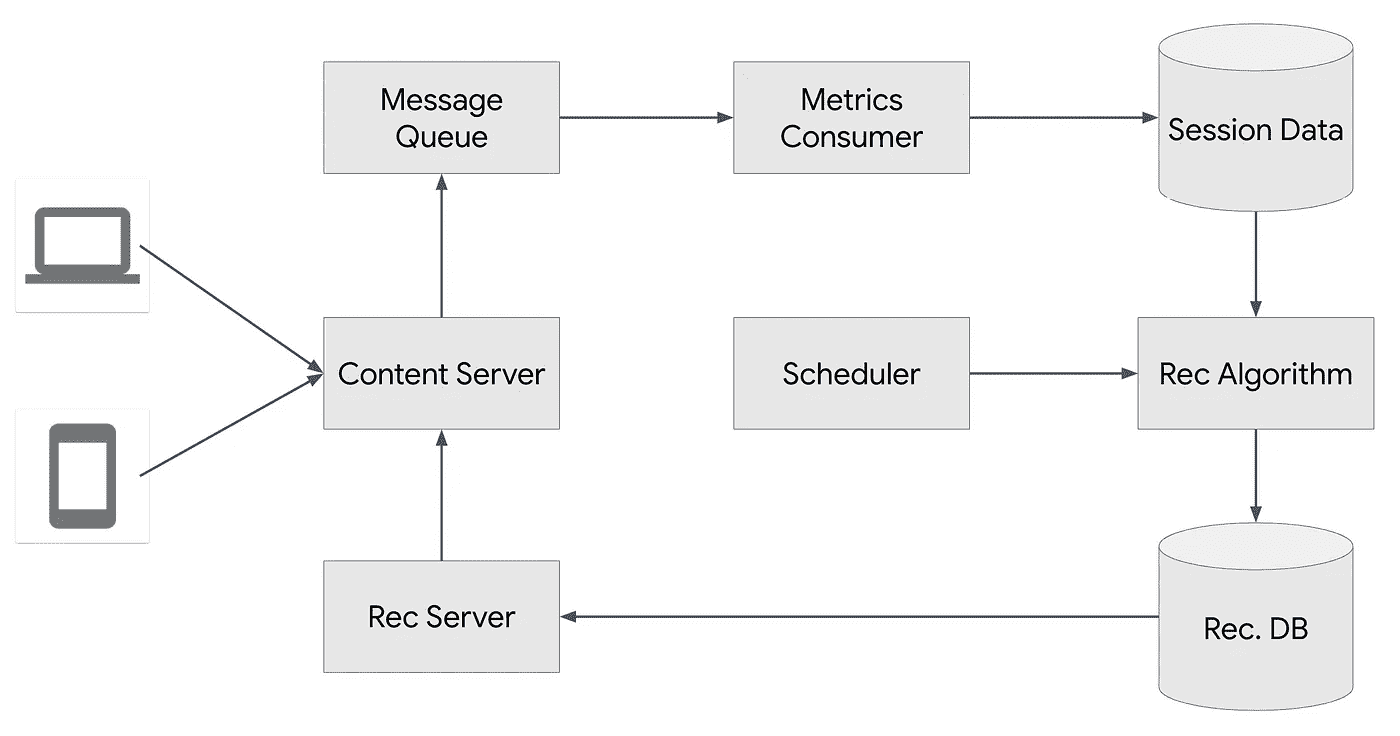 Message
Queue
Metrics
Consumer
Session Data
Content Server
Scheduler
Rec Algorithm
Rec Server
Rec. DB